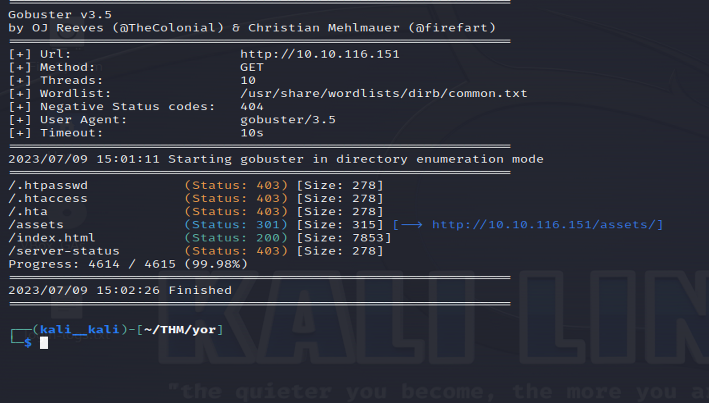 Gobuster v3.5
by OJ Reeves (@TheColonial) & Christian Mehlmauer (@firefart)
[+] Url: http://10.10.116.151
[+] Method: GET
[+] Threads: 10
[+] Wordlist: /usr/share/wordlists/dirb/common.txt
[+] Negative Status codes: 404
[+] User Agent: gobuster/3.5
[+] Timeout: 10s
2023/07/09 15:01:11 Starting gobuster in directory enumeration mode
/.htpasswd (Status: 403) [Size: 278]
/.htaccess (Status: 403) [Size: 278]
/.hta (Status: 403) [Size: 278]
/assets (Status: 301) [Size: 315] [--> http://10.10.116.151/assets/]
/index.html (Status: 200) [Size: 7853]
/server-status (Status: 403) [Size: 278]
Progress: 4614 / 4615 (99.98%)
2023/07/09 15:02:26 Finished
(kali__kali)-[~/THM/yor]
$
KALI LIN
"the quieter you become, the more you a